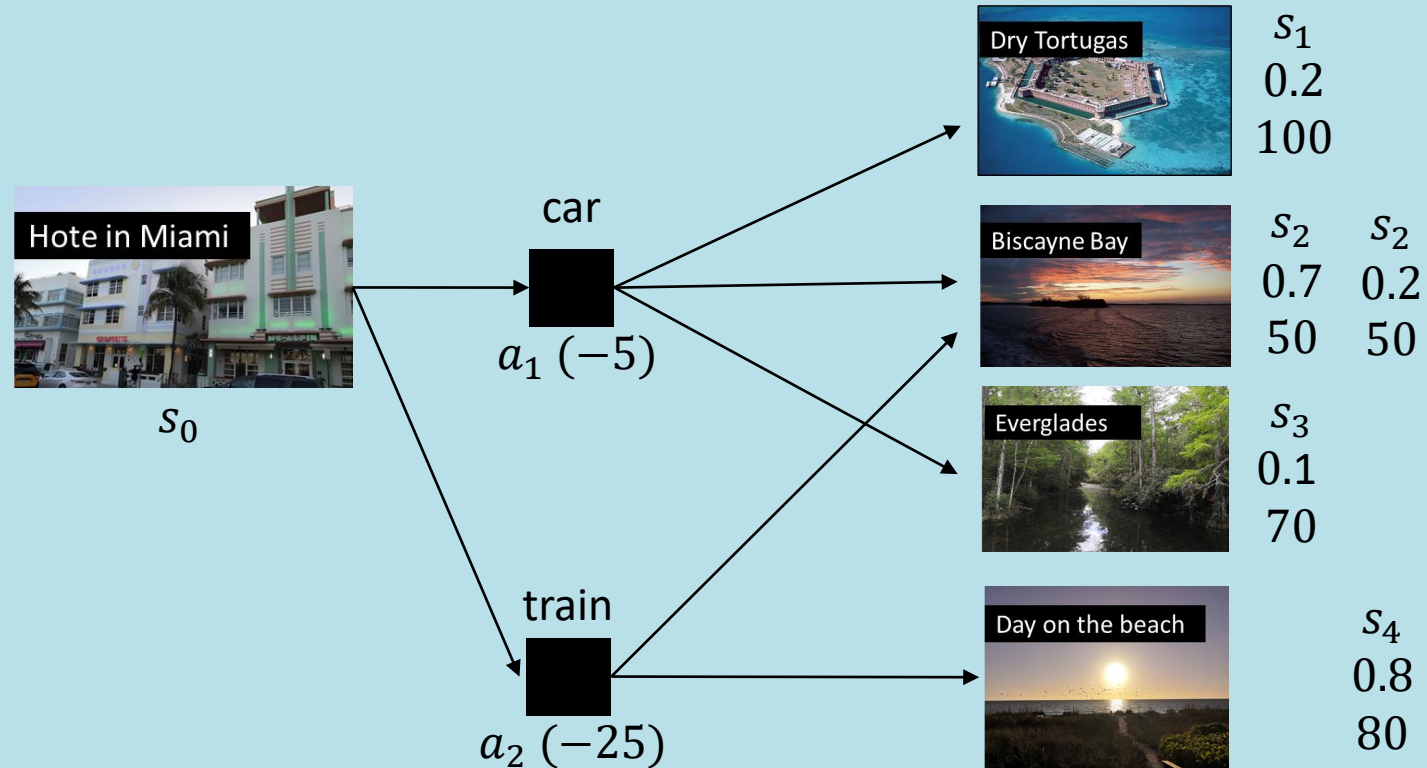 Dry Tortugas
s₁
0.2
100
car
Hote in Miami
Biscayne Bay
s₂ s₂
0.7 0.2
50 50
a₁ (−5)
s₀
Everglades
s₃
0.1
70
train
Day on the beach
s₄
0.8
80
a₂ (−25)